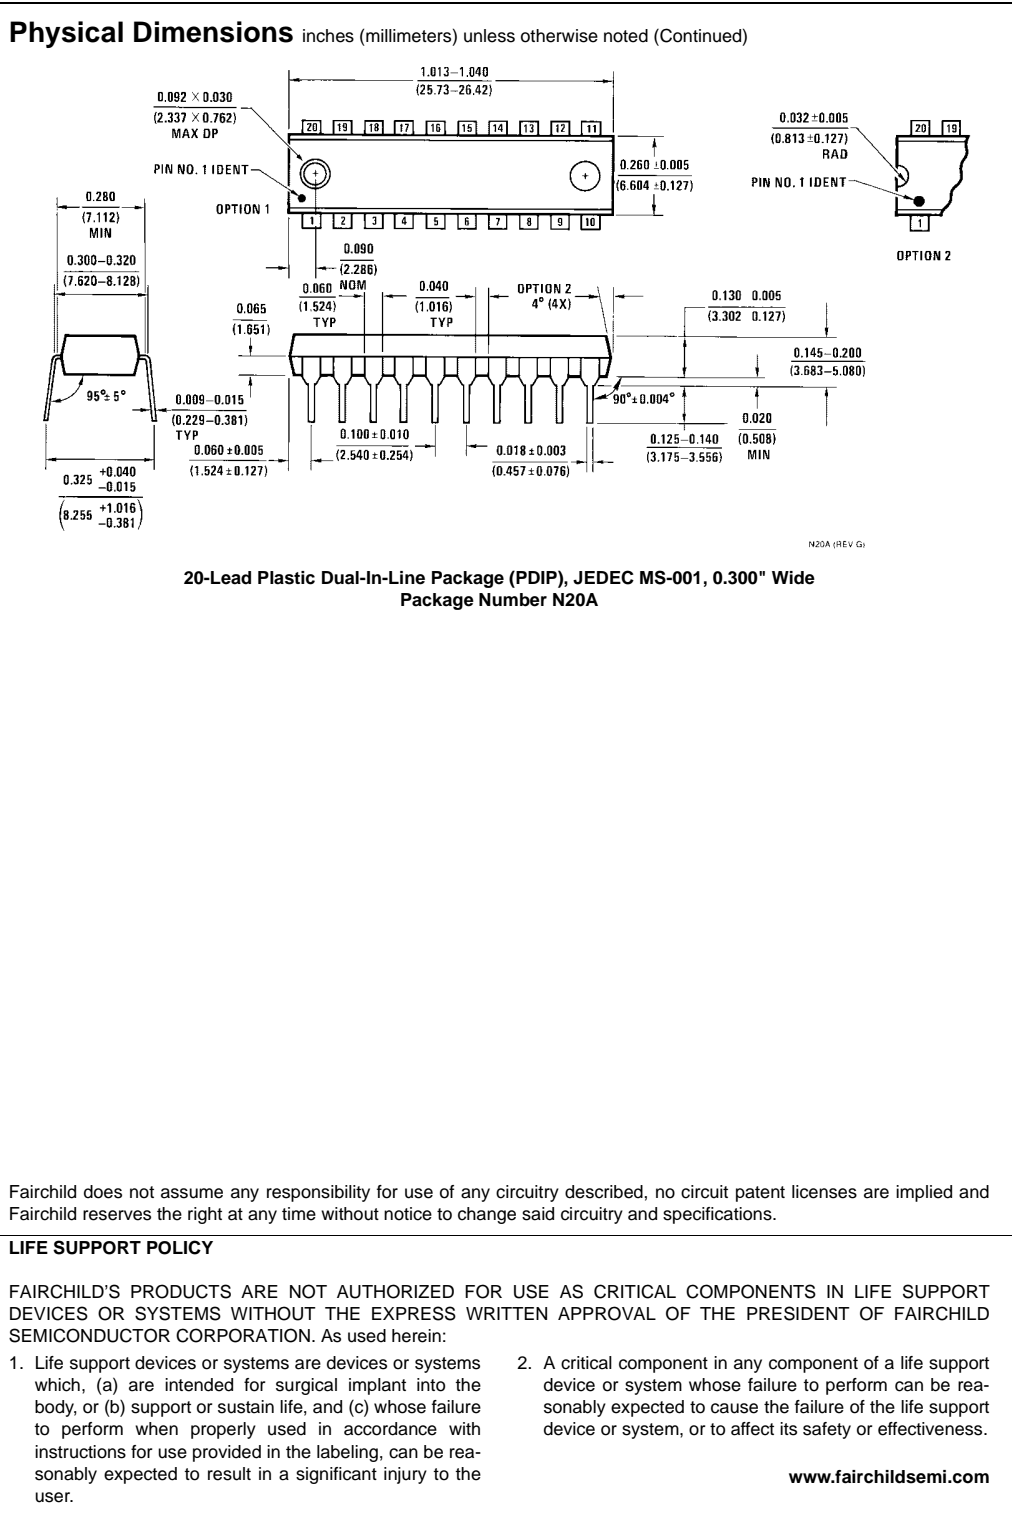 Physical Dimensions inches (millimeters) unless otherwise noted (Continued)
1.013–1.040
(25.73–26.42)
0.092 × 0.030
(2.337 × 0.762)
MAX DP
20 19 18 17 16 15 14 13 12 11
PIN NO. 1 IDENT
OPTION 1
1 2 3 4 5 6 7 8 9 10
0.260 ±0.005
(6.604 ±0.127)
0.032 ±0.005
(0.813 ±0.127)
RAD
20 19
PIN NO. 1 IDENT
1
OPTION 2
0.280
(7.112)
MIN
0.300–0.320
(7.620–8.128)
0.090
(2.286)
NOM
0.060
(1.524)
TYP
0.040
(1.016)
TYP
OPTION 2
4° (4X)
0.130 0.005
(3.302 0.127)
0.065
(1.651)
0.145–0.200
(3.683–5.080)
95°± 5°
0.009–0.015
(0.229–0.381)
TYP
90°±0.004°
0.020
(0.508)
MIN
0.125–0.140
(3.175–3.556)
0.100 ± 0.010
(2.540 ± 0.254)
0.018 ± 0.003
(0.457 ± 0.076)
0.060 ± 0.005
(1.524 ± 0.127)
0.325 +0.040
–0.015
(8.255 +1.016
–0.381)
N20A (REV G)
20-Lead Plastic Dual-In-Line Package (PDIP), JEDEC MS-001, 0.300" Wide
Package Number N20A
Fairchild does not assume any responsibility for use of any circuitry described, no circuit patent licenses are implied and
Fairchild reserves the right at any time without notice to change said circuitry and specifications.
LIFE SUPPORT POLICY
FAIRCHILD'S PRODUCTS ARE NOT AUTHORIZED FOR USE AS CRITICAL COMPONENTS IN LIFE SUPPORT
DEVICES OR SYSTEMS WITHOUT THE EXPRESS WRITTEN APPROVAL OF THE PRESIDENT OF FAIRCHILD
SEMICONDUCTOR CORPORATION. As used herein:
1. Life support devices or systems are devices or systems
which, (a) are intended for surgical implant into the
body, or (b) support or sustain life, and (c) whose failure
to perform when properly used in accordance with
instructions for use provided in the labeling, can be rea-
sonably expected to result in a significant injury to the
user.
2. A critical component in any component of a life support
device or system whose failure to perform can be rea-
sonably expected to cause the failure of the life support
device or system, or to affect its safety or effectiveness.
www.fairchildsemi.com